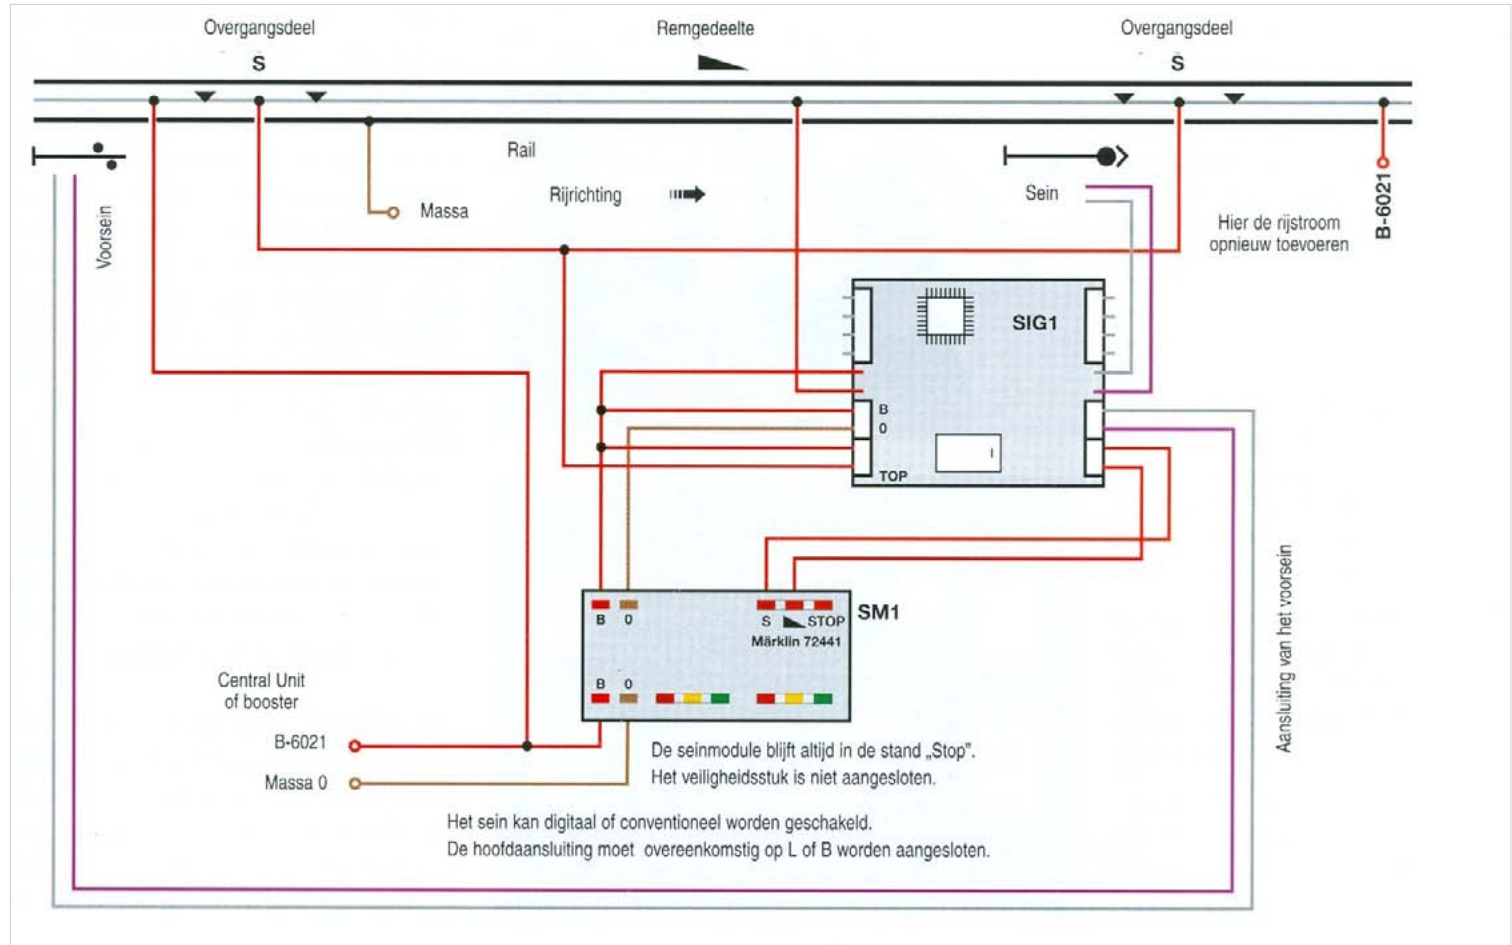 Overgangsdeel
Remgedeelte
Overgangsdeel
S
S
Rail
Rijrichting
Massa
Voorsein
Sein
Hier de rijstroom
opnieuw toevoeren
B-6021
SIG1
B
0
TOP
B
0
S
STOP
SM1
Märklin 72441
B
0
Central Unit
of booster
B-6021
Massa 0
De seinmodule blijft altijd in de stand „Stop”.
Het veiligheidsstuk is niet aangesloten.
Het sein kan digitaal of conventioneel worden geschakeld.
De hoofdaansluiting moet overeenkomstig op L of B worden aangesloten.
Aansluiting van het voorsein